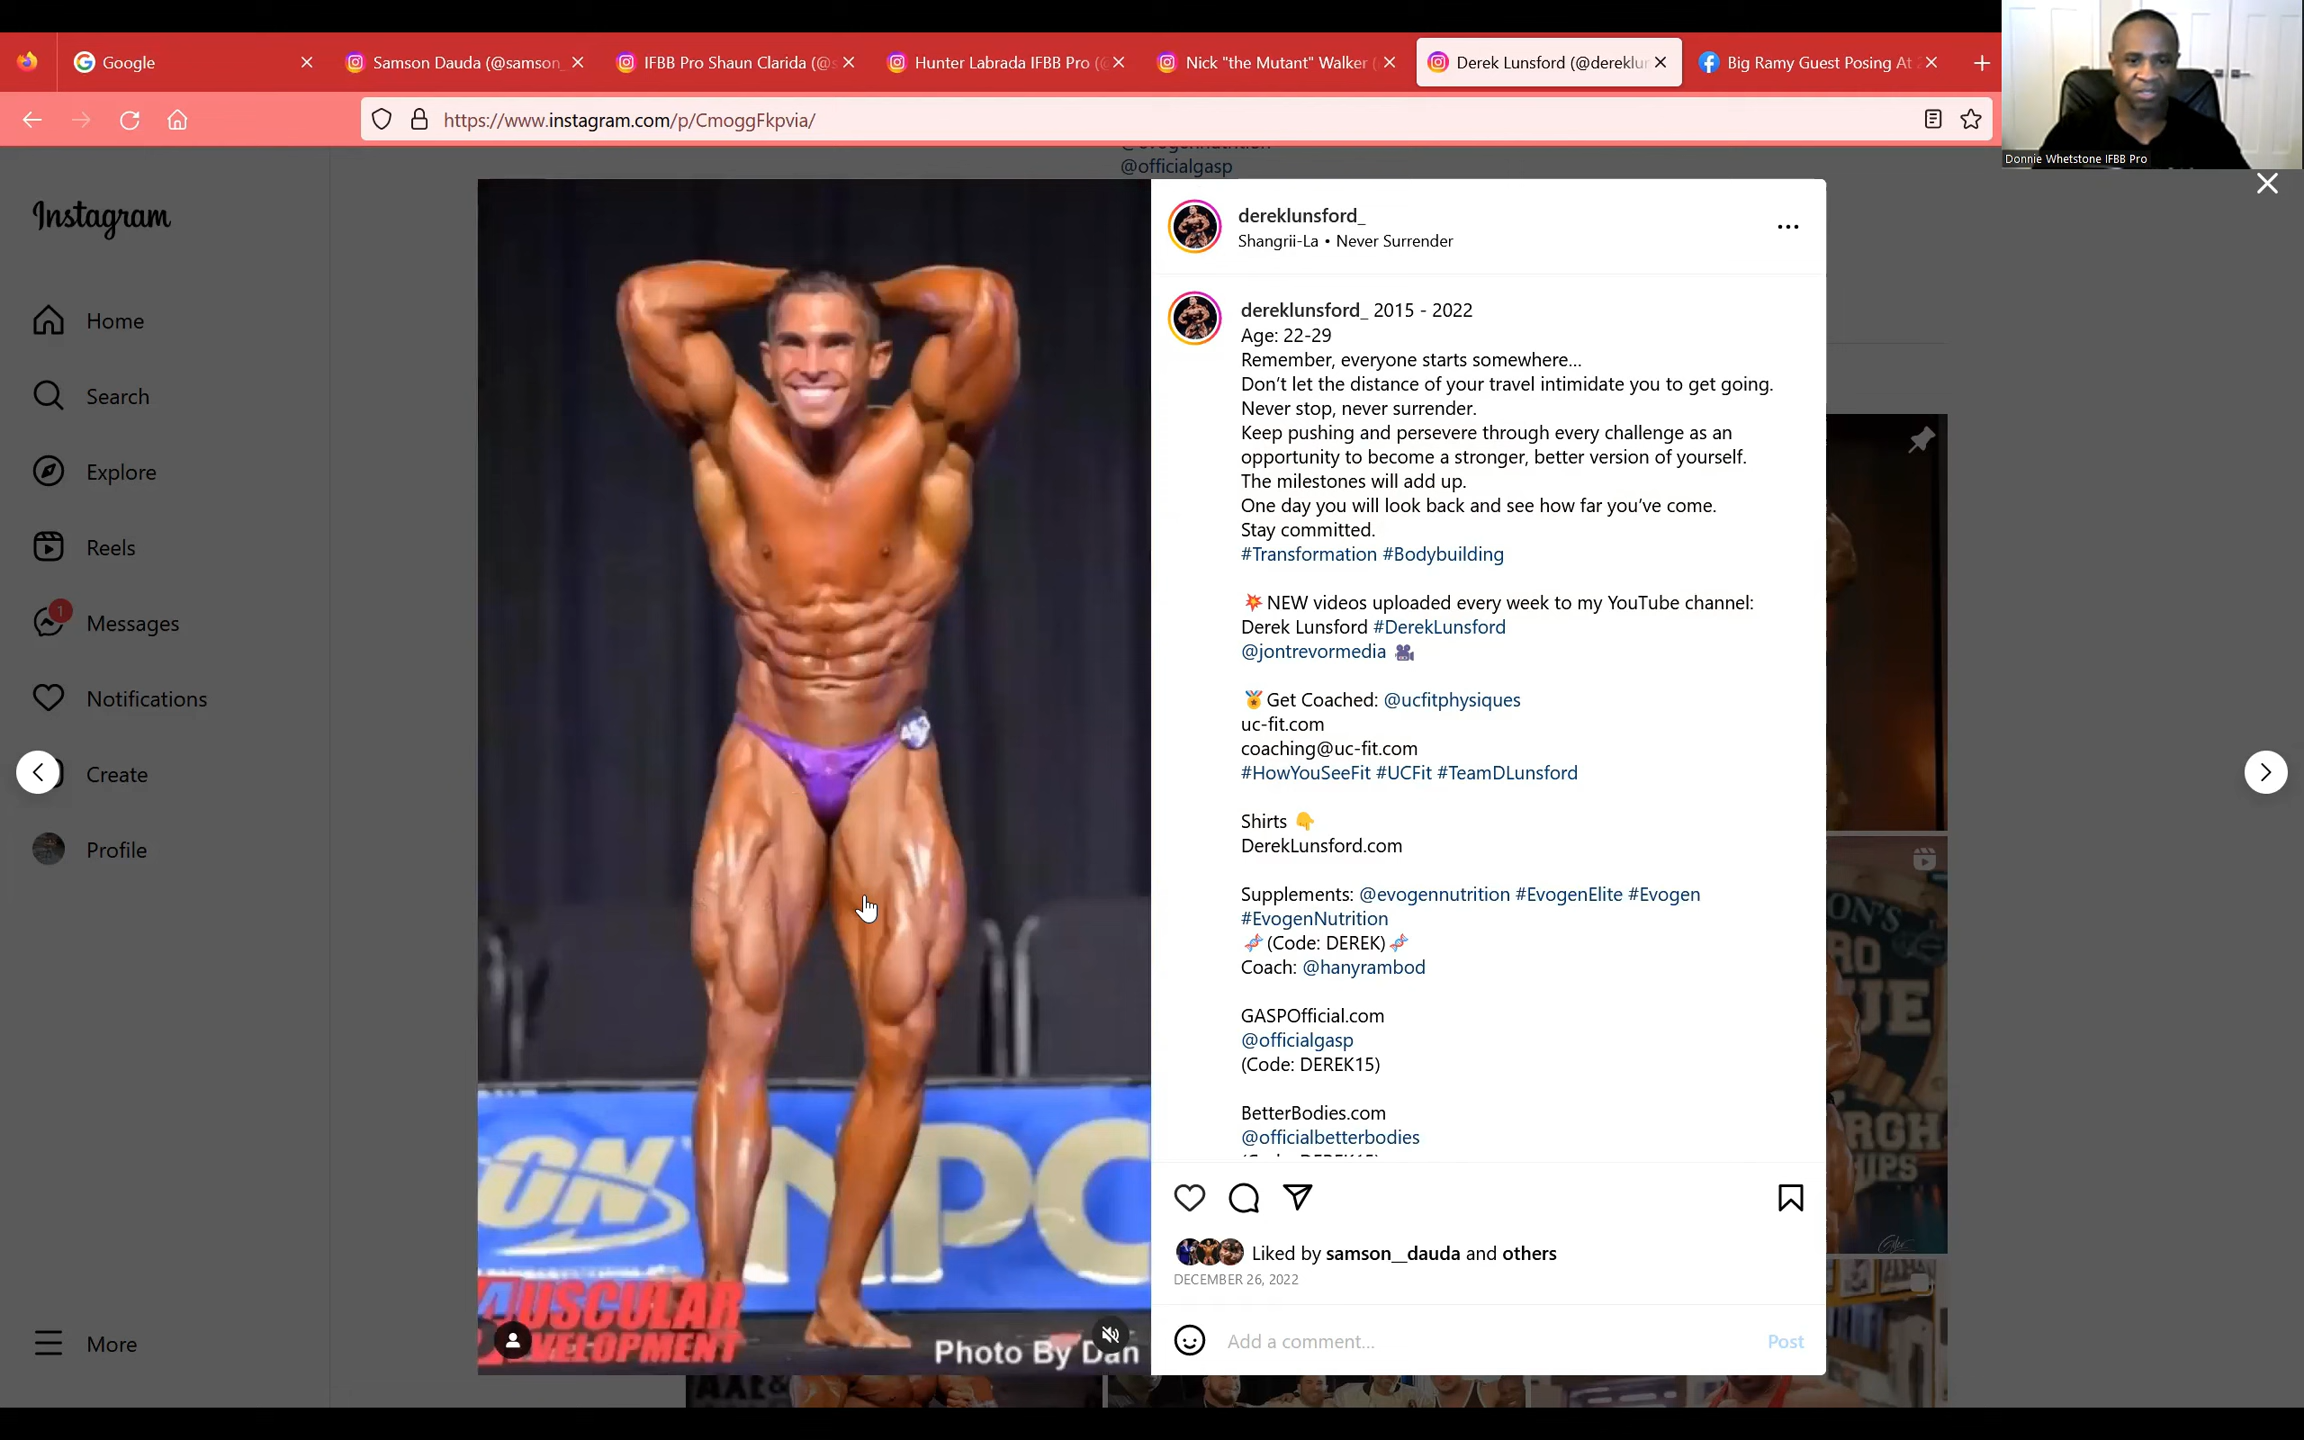 Google
Samson Dauda (@samson_
IFBB Pro Shaun Clarida (@s
Hunter Labrada IFBB Pro (@
Nick "the Mutant" Walker (
Derek Lunsford (@dereklur
Big Ramy Guest Posing At 2
https://www.instagram.com/p/CmoggFkpvia/
Donnie Whetstone IFBB Pro
@officialgasp
Instagram
Home
Search
Explore
Reels
1
Messages
Notifications
Create
Profile
More
NPC
MUSCULAR
DEVELOPMENT
Photo By Dan
dereklunsford_
Shangrii-La • Never Surrender
dereklunsford_ 2015 - 2022
Age: 22-29
Remember, everyone starts somewhere...
Don't let the distance of your travel intimidate you to get going.
Never stop, never surrender.
Keep pushing and persevere through every challenge as an
opportunity to become a stronger, better version of yourself.
The milestones will add up.
One day you will look back and see how far you've come.
Stay committed.
#Transformation #Bodybuilding
💥NEW videos uploaded every week to my YouTube channel:
Derek Lunsford #DerekLunsford
@jontrevormedia 🎥
🏅Get Coached: @ucfitphysiques
uc-fit.com
coaching@uc-fit.com
#HowYouSeeFit #UCFit #TeamDLunsford
Shirts 👇
DerekLunsford.com
Supplements: @evogennutrition #EvogenElite #Evogen
#EvogenNutrition
🧬(Code: DEREK)🧬
Coach: @hanyrambod
GASPOfficial.com
@officialgasp
(Code: DEREK15)
BetterBodies.com
@officialbetterbodies
Liked by samson__dauda and others
DECEMBER 26, 2022
Add a comment...
Post